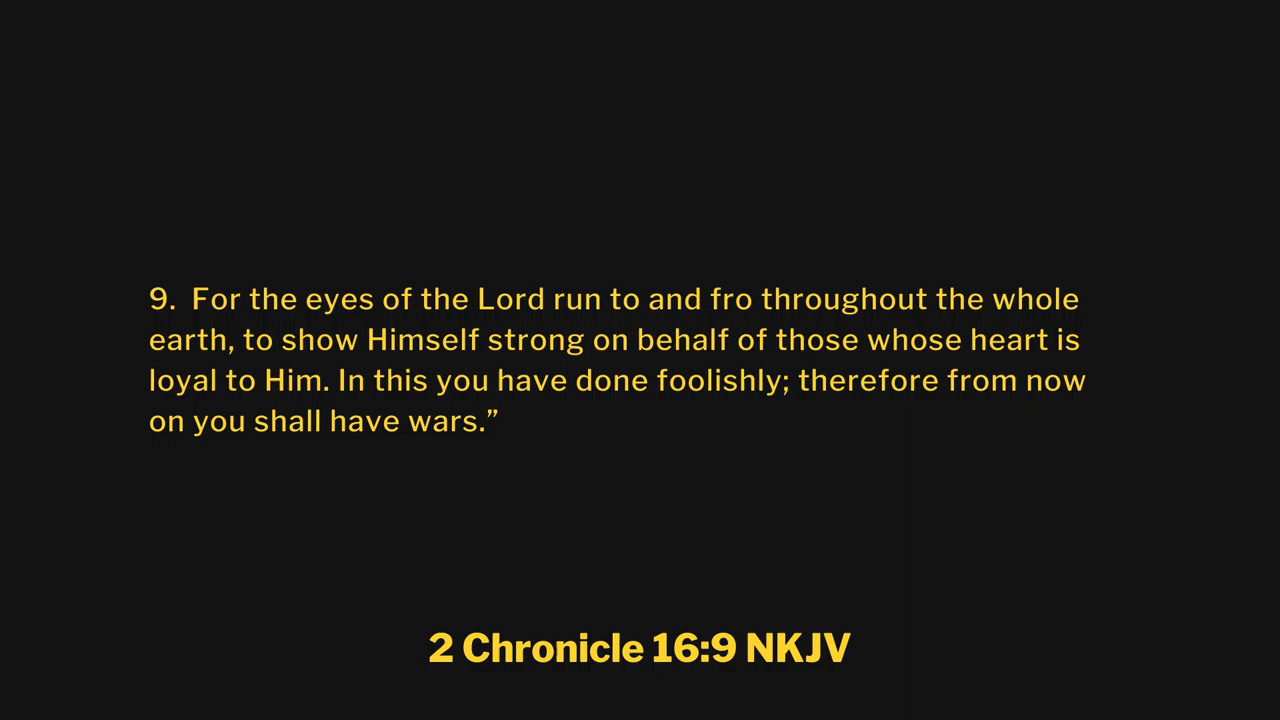 9.  For the eyes of the Lord run to and fro throughout the whole
earth, to show Himself strong on behalf of those whose heart is
loyal to Him. In this you have done foolishly; therefore from now
on you shall have wars.”
2 Chronicle 16:9 NKJV